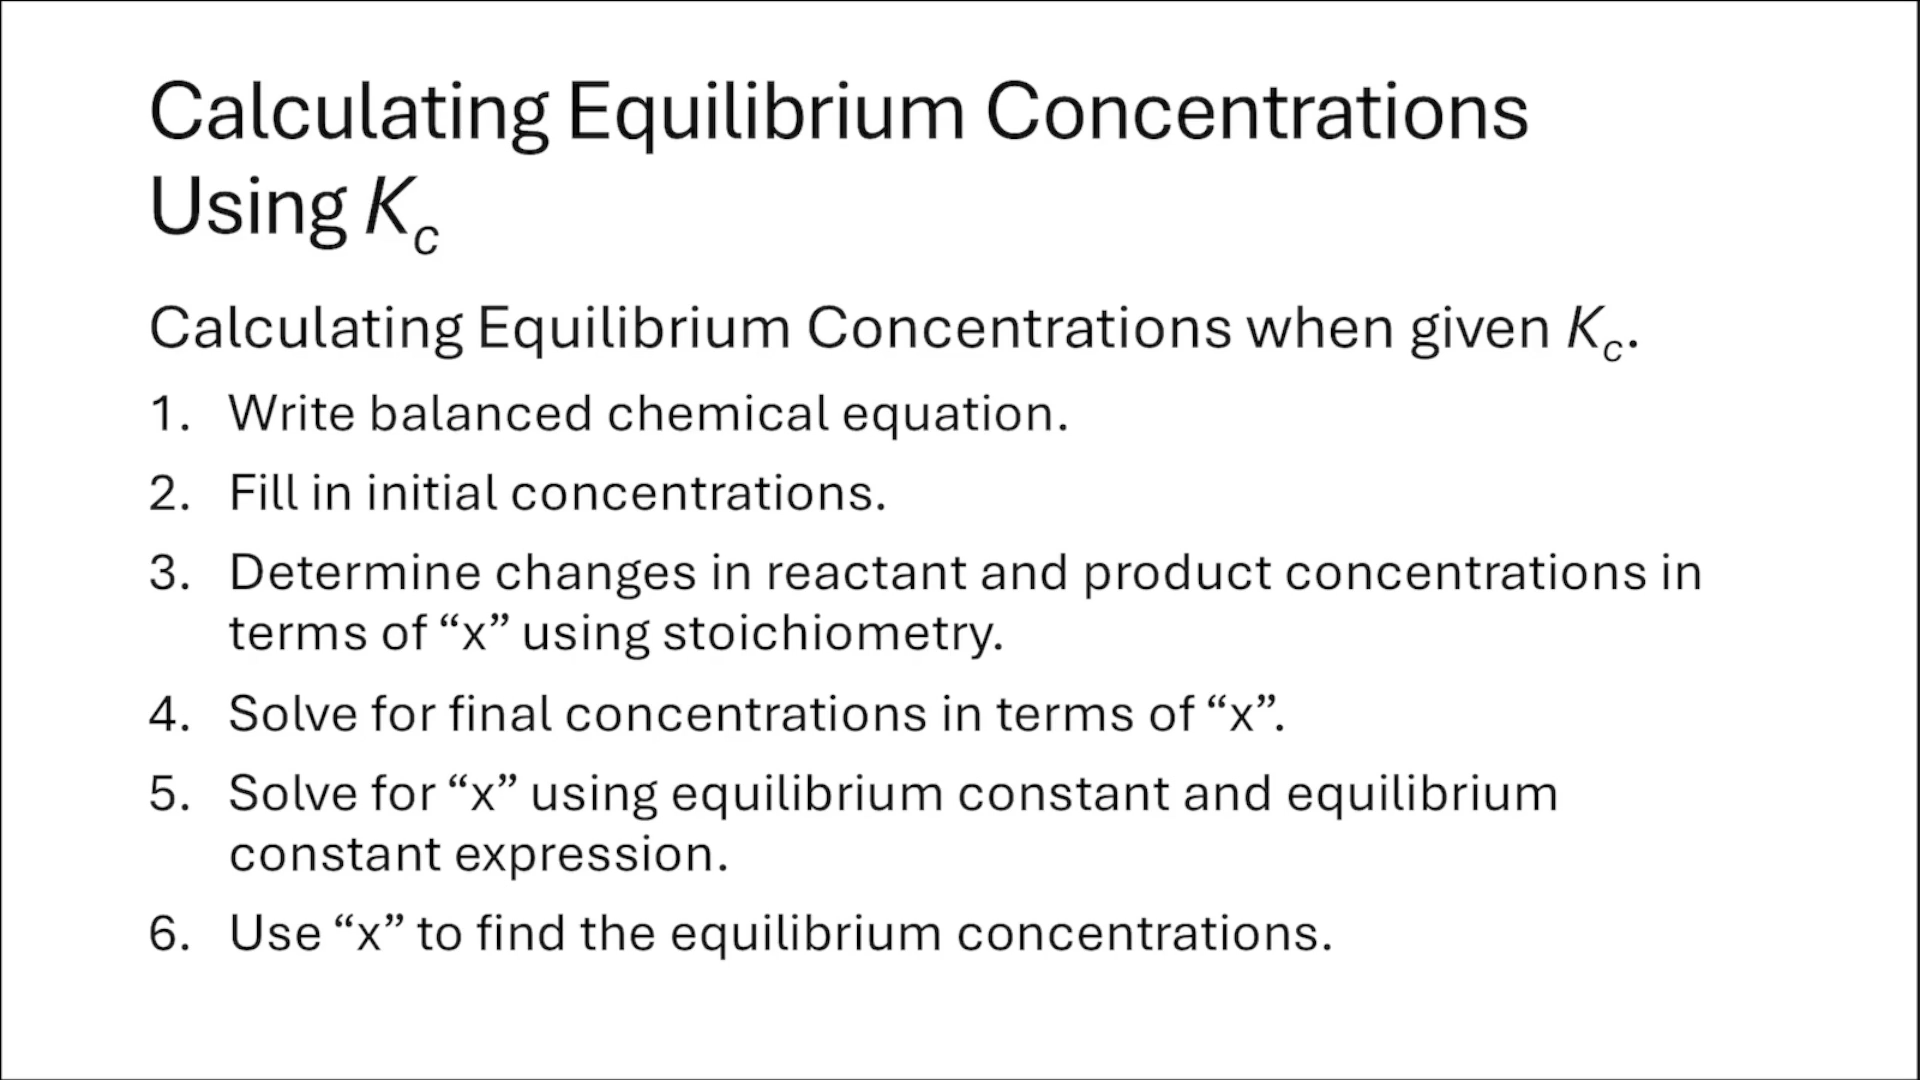 Calculating Equilibrium Concentrations
Using Kc
Calculating Equilibrium Concentrations when given Kc.
1. Write balanced chemical equation.
2. Fill in initial concentrations.
3. Determine changes in reactant and product concentrations in
terms of “x” using stoichiometry.
4. Solve for final concentrations in terms of “x”.
5. Solve for “x” using equilibrium constant and equilibrium
constant expression.
6. Use “x” to find the equilibrium concentrations.